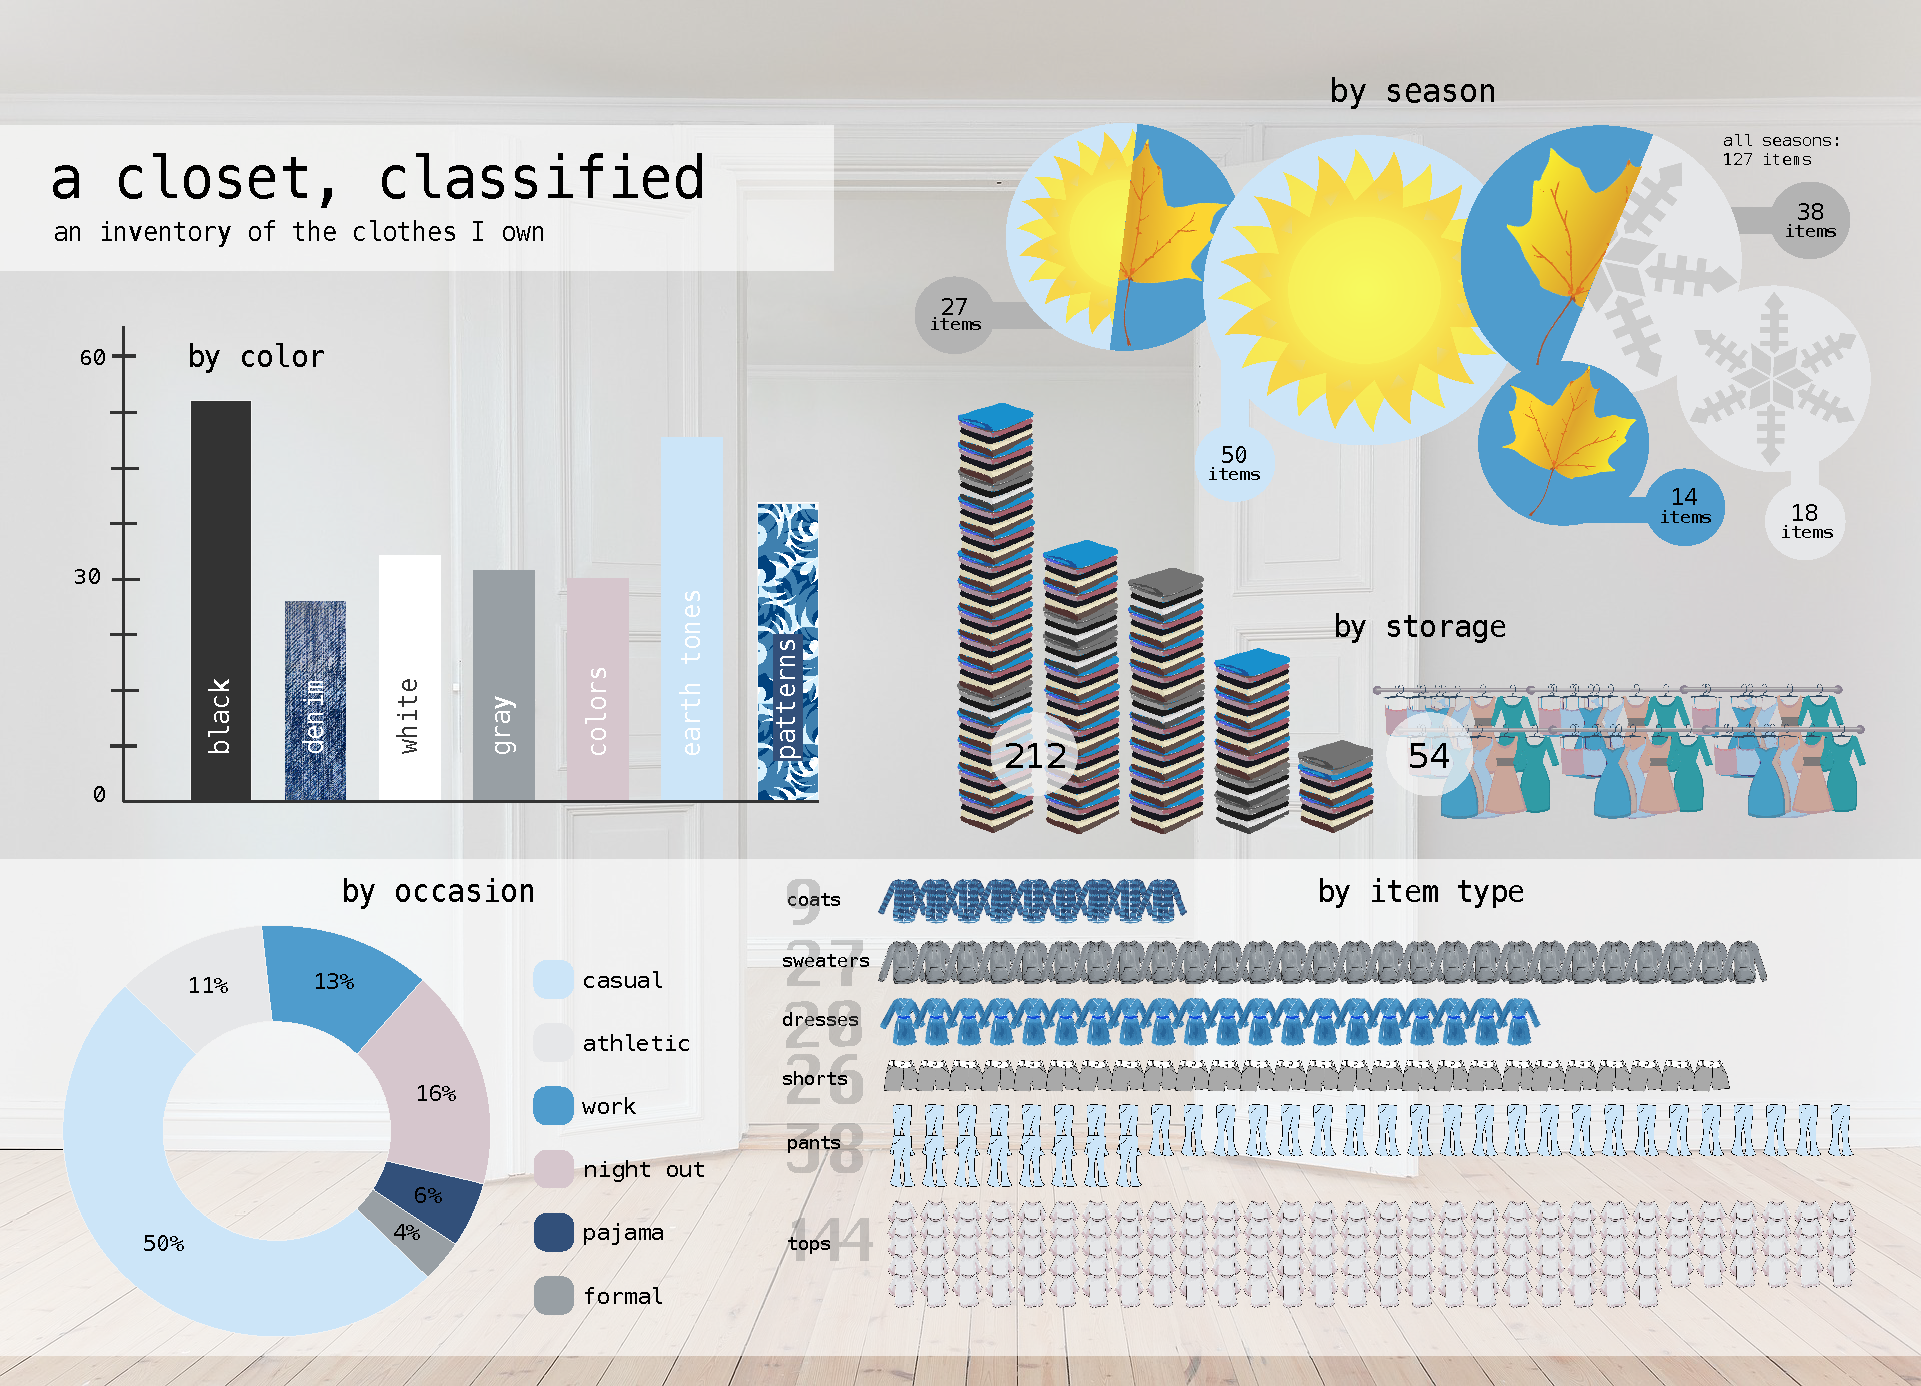 a closet, classified
an inventory of the clothes I own
by season
all seasons:
127 items
38
items
27
items
50
items
14
items
18
items
by color
60
30
0
black
denim
white
gray
colors
earth tones
patterns
by storage
212
54
by occasion
11%
13%
16%
6%
4%
50%
casual
athletic
work
night out
pajama
formal
by item type
9
coats
27
sweaters
28
dresses
26
shorts
38
pants
144
tops